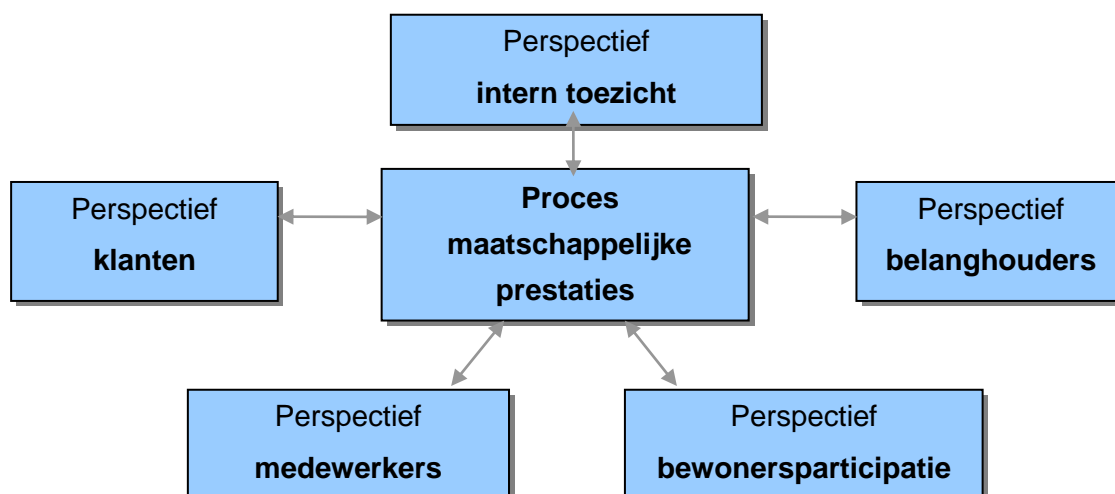 Perspectief
intern toezicht
Perspectief
klanten
Proces
maatschappelijke
prestaties
Perspectief
belanghouders
Perspectief
medewerkers
Perspectief
bewonersparticipatie